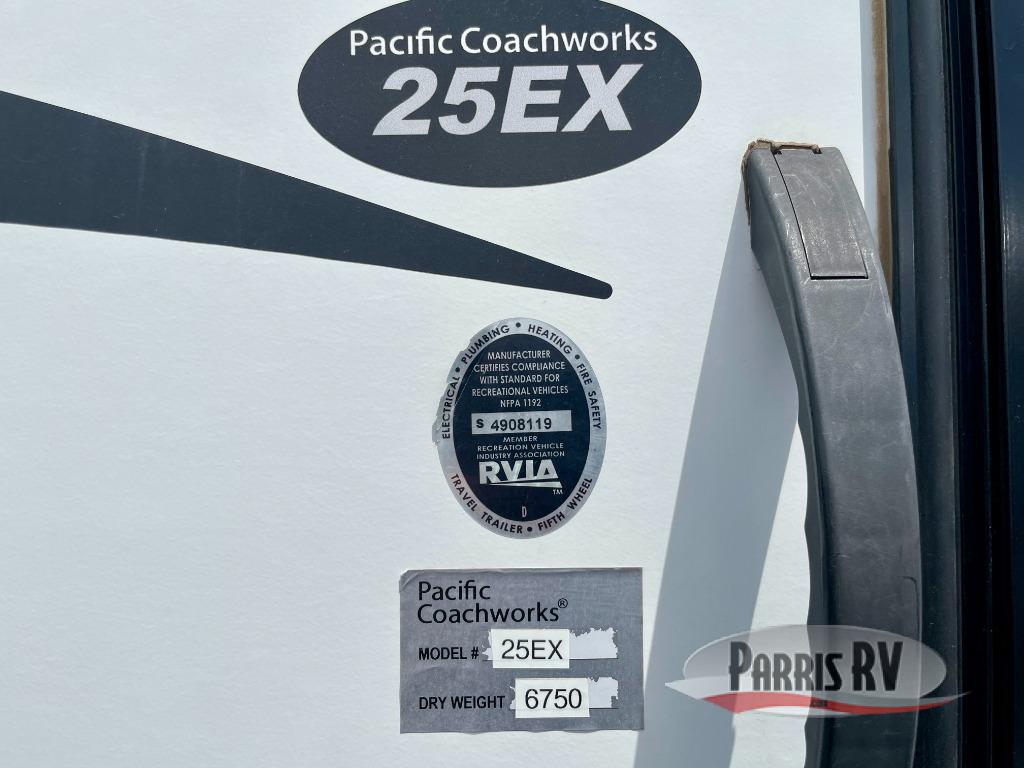 Pacific Coachworks
25EX
ELECTRICAL • PLUMBING • HEATING • FIRE SAFETY
MANUFACTURER
CERTIFIES COMPLIANCE
WITH STANDARD FOR
RECREATIONAL VEHICLES
NFPA 1192
S 4908119
MEMBER
RECREATION VEHICLE
INDUSTRY ASSOCIATION
RVIA
TM
D
TRAVEL TRAILER • FIFTH WHEEL
Pacific
Coachworks®
MODEL # 25EX
DRY WEIGHT 6750
PARRIS RV
.com